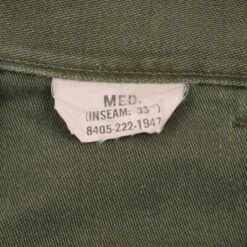 MED.
(INSEAM: 33")
8405-222-1947